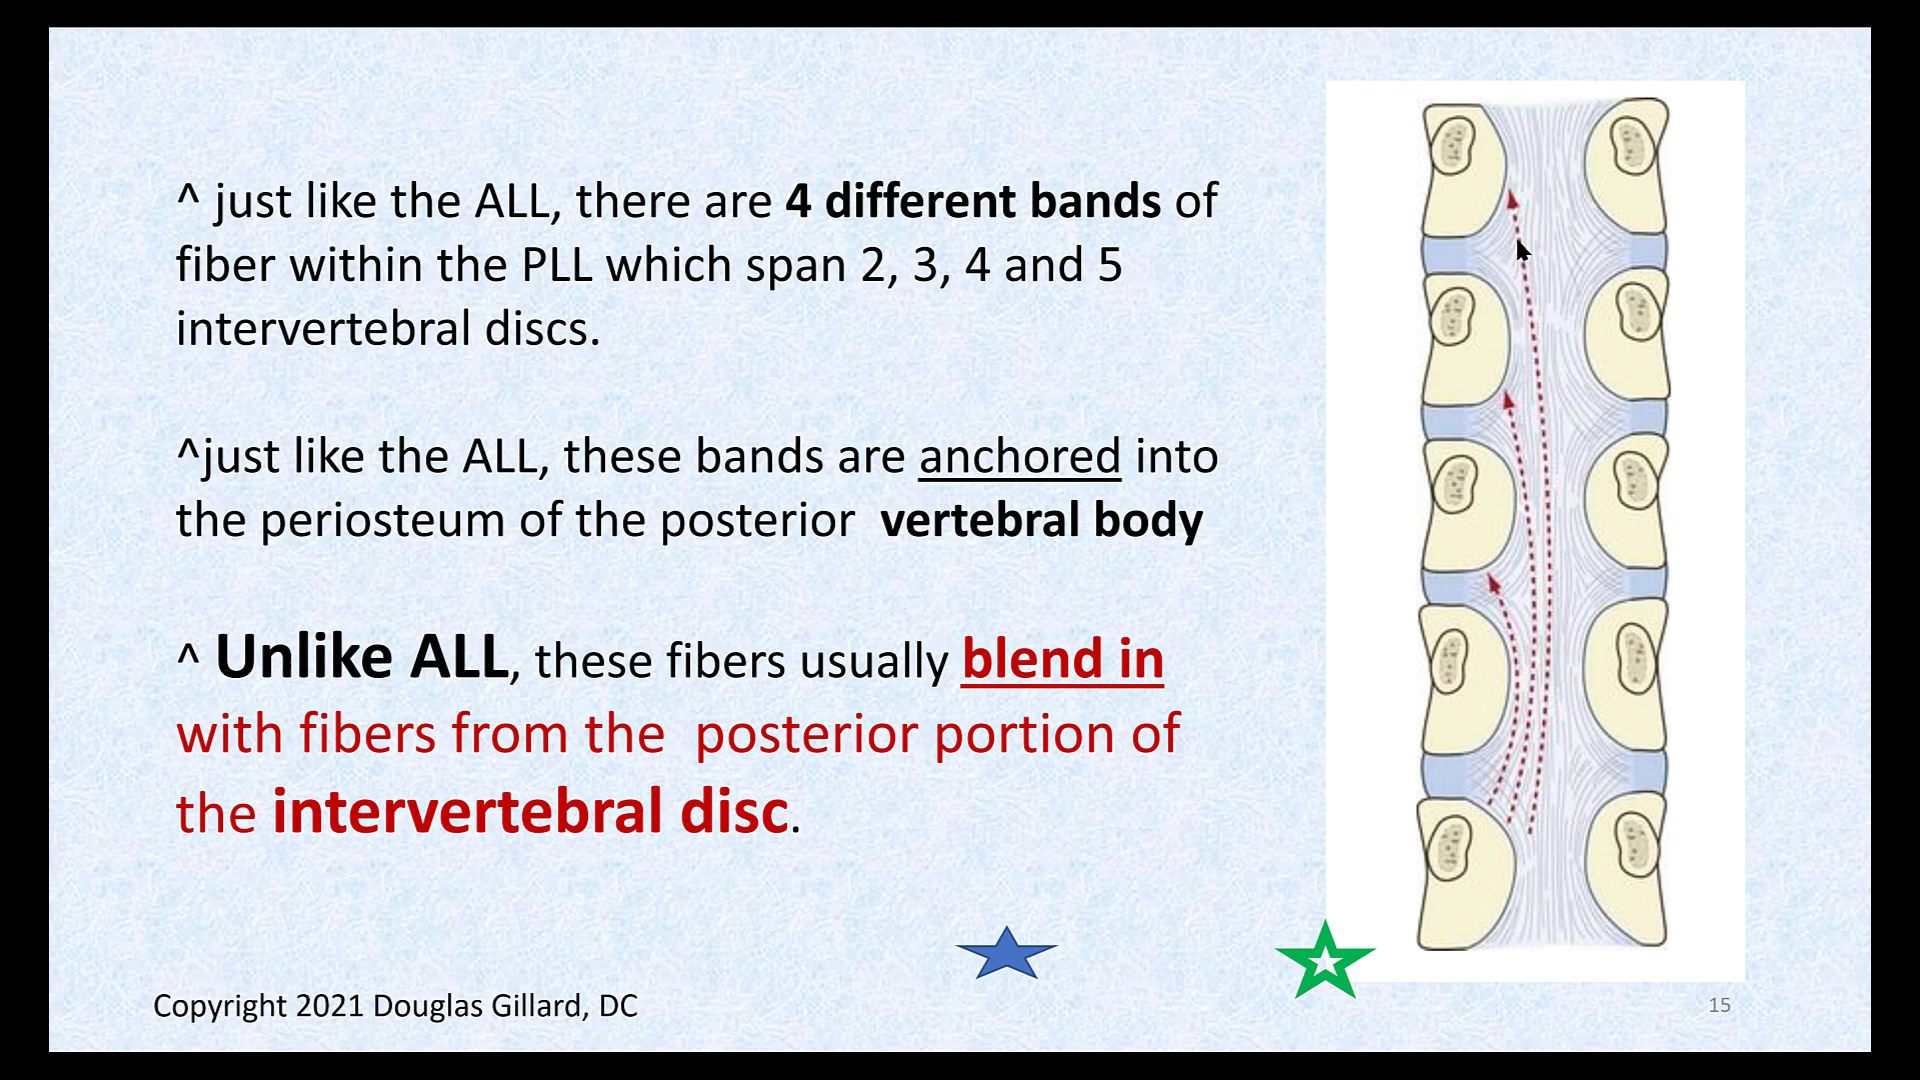 ^ just like the ALL, there are 4 different bands of
fiber within the PLL which span 2, 3, 4 and 5
intervertebral discs.
^just like the ALL, these bands are anchored into
the periosteum of the posterior  vertebral body
^ Unlike ALL, these fibers usually blend in
with fibers from the  posterior portion of
the intervertebral disc.
Copyright 2021 Douglas Gillard, DC
15